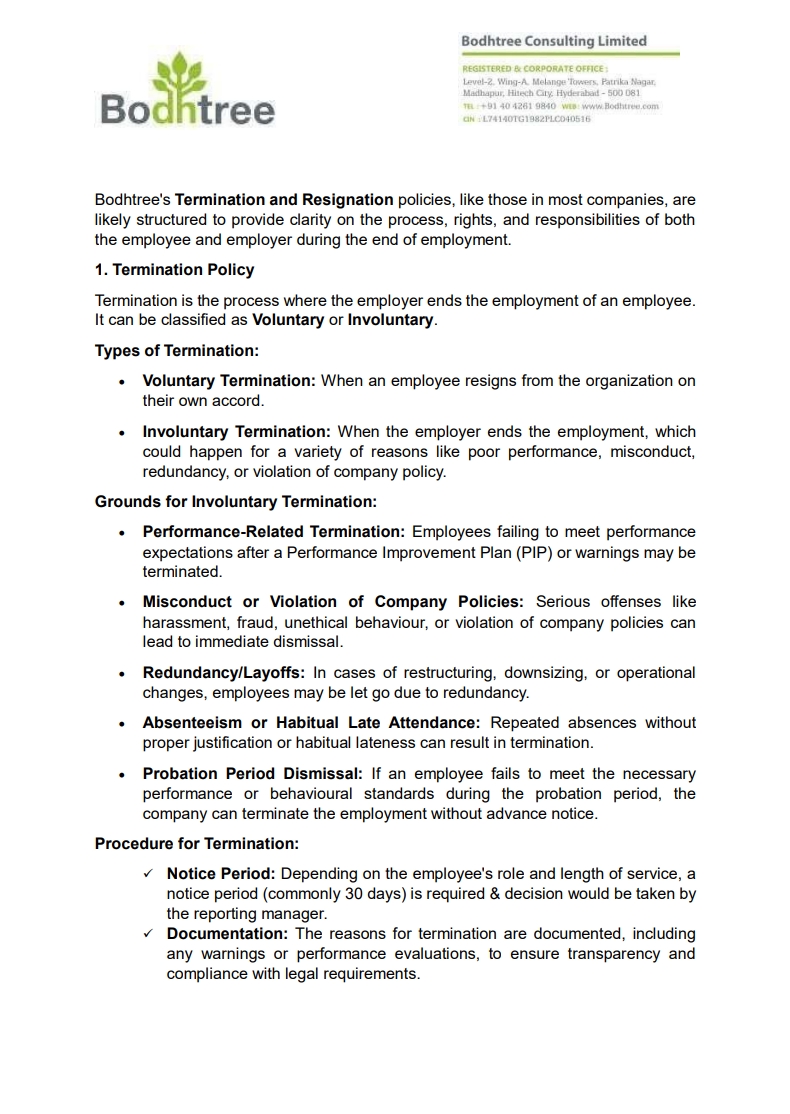 Bodhtree
Bodhtree Consulting Limited
REGISTERED & CORPORATE OFFICE :
Level-2, Wing-A, Melange Towers, Patrika Nagar,
Madhapur, Hitech City, Hyderabad - 500 081
TEL : +91 40 4261 9840 WEB: www.Bodhtree.com
CIN : L74140TG1982PLC040516
Bodhtree's Termination and Resignation policies, like those in most companies, are
likely structured to provide clarity on the process, rights, and responsibilities of both
the employee and employer during the end of employment.
1. Termination Policy
Termination is the process where the employer ends the employment of an employee.
It can be classified as Voluntary or Involuntary.
Types of Termination:
• Voluntary Termination: When an employee resigns from the organization on
their own accord.
• Involuntary Termination: When the employer ends the employment, which
could happen for a variety of reasons like poor performance, misconduct,
redundancy, or violation of company policy.
Grounds for Involuntary Termination:
• Performance-Related Termination: Employees failing to meet performance
expectations after a Performance Improvement Plan (PIP) or warnings may be
terminated.
• Misconduct or Violation of Company Policies: Serious offenses like
harassment, fraud, unethical behaviour, or violation of company policies can
lead to immediate dismissal.
• Redundancy/Layoffs: In cases of restructuring, downsizing, or operational
changes, employees may be let go due to redundancy.
• Absenteeism or Habitual Late Attendance: Repeated absences without
proper justification or habitual lateness can result in termination.
• Probation Period Dismissal: If an employee fails to meet the necessary
performance or behavioural standards during the probation period, the
company can terminate the employment without advance notice.
Procedure for Termination:
✓ Notice Period: Depending on the employee's role and length of service, a
notice period (commonly 30 days) is required & decision would be taken by
the reporting manager.
✓ Documentation: The reasons for termination are documented, including
any warnings or performance evaluations, to ensure transparency and
compliance with legal requirements.